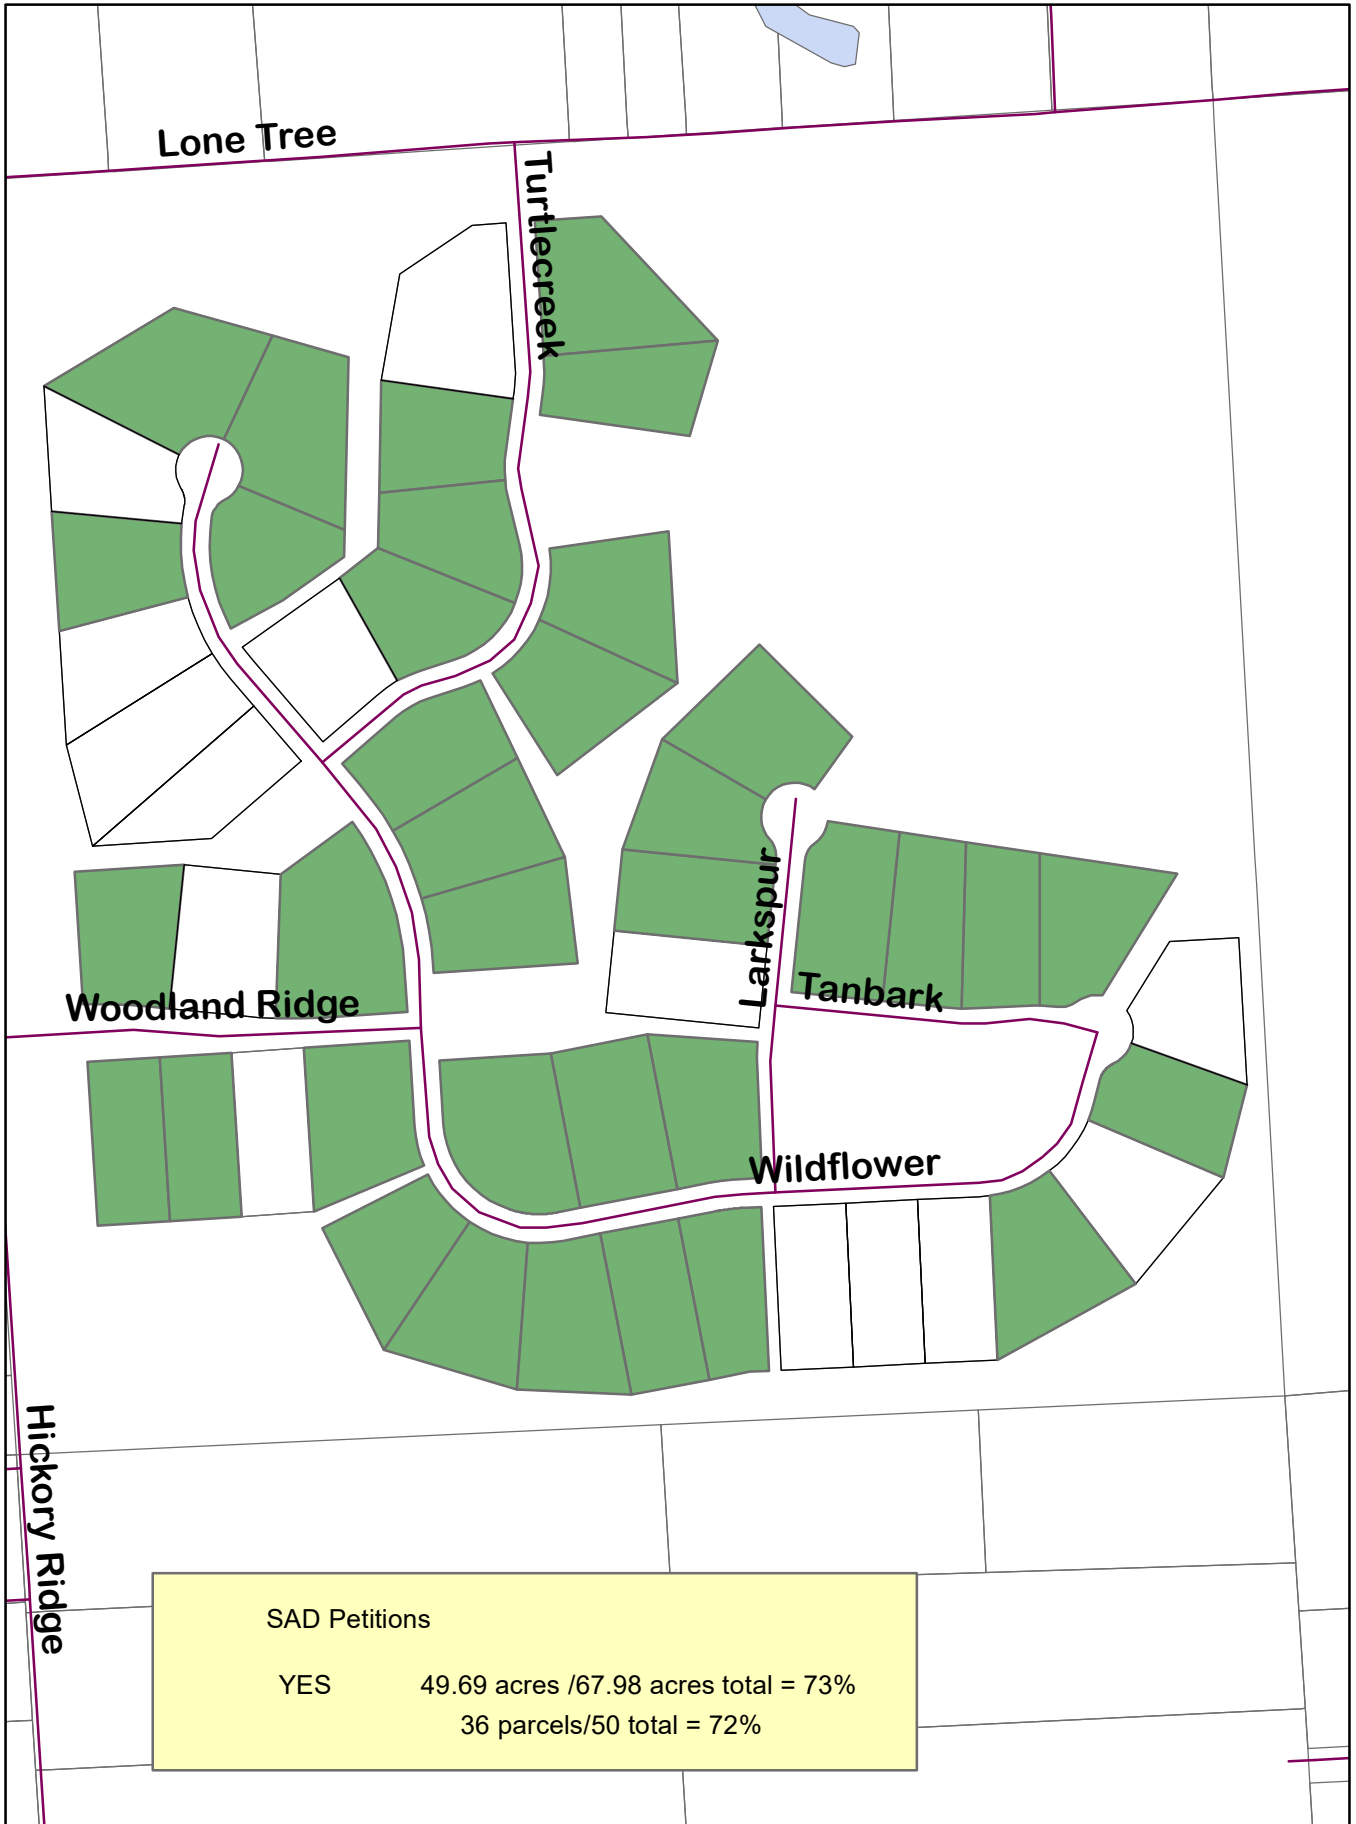 Lone Tree
Turtlecreek
Larkspur
Tanbark
Woodland Ridge
Wildflower
Hickory Ridge
SAD Petitions
YES 49.69 acres /67.98 acres total = 73%
36 parcels/50 total = 72%